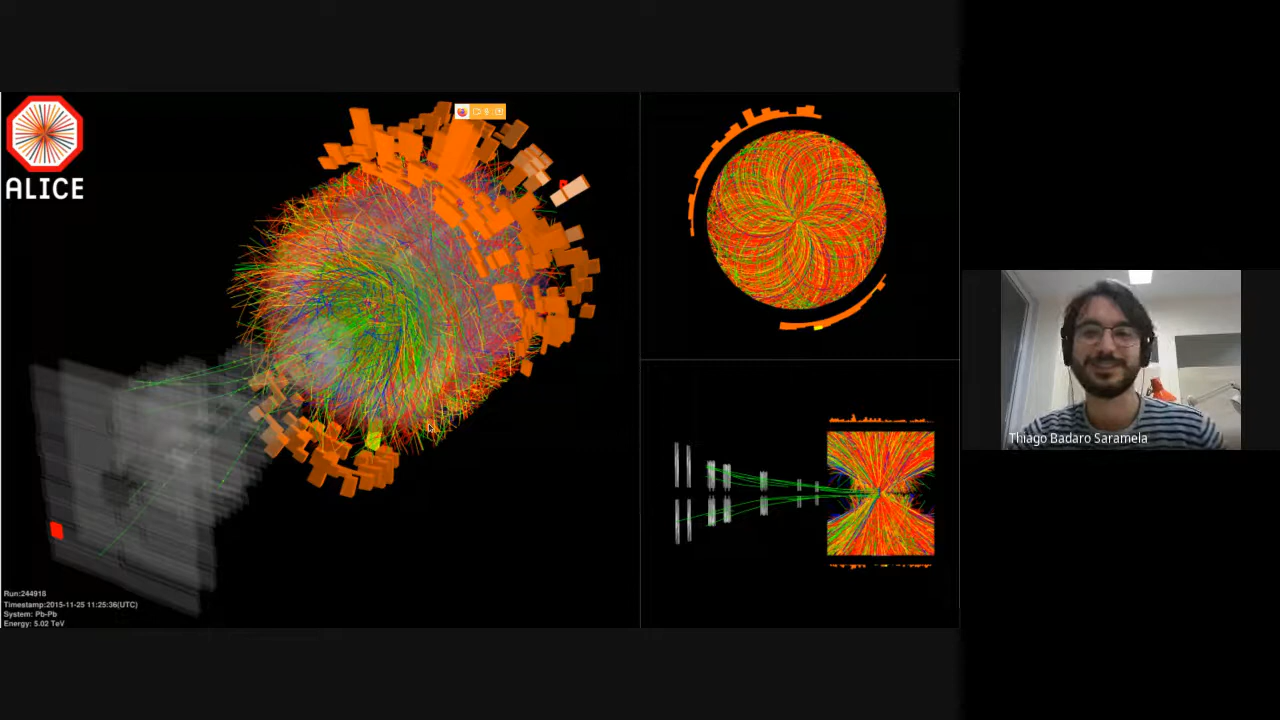 ALICE
Run:244918
Timestamp:2015-11-25 11:25:36(UTC)
System: Pb-Pb
Energy: 5.02 TeV
Thiago Badaro Saramela